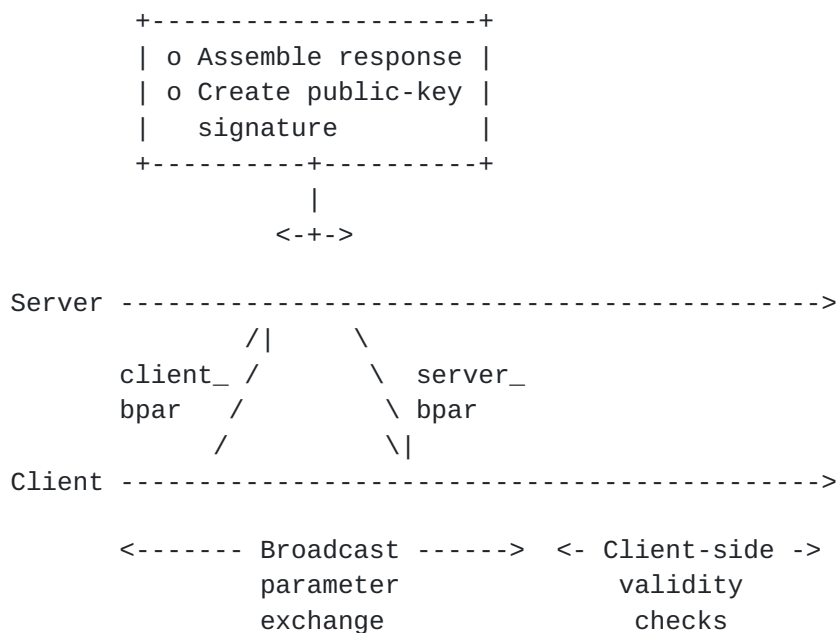 +---------------------+
        | o Assemble response |
        | o Create public-key |
        |   signature         |
        +----------+----------+
                   |
                 <-+->

Server --------------------------------------------->
               /|     \
       client_ /       \  server_
       bpar   /         \ bpar
             /          \|
Client --------------------------------------------->

       <------- Broadcast ------>  <- Client-side ->
                parameter              validity
                exchange                checks